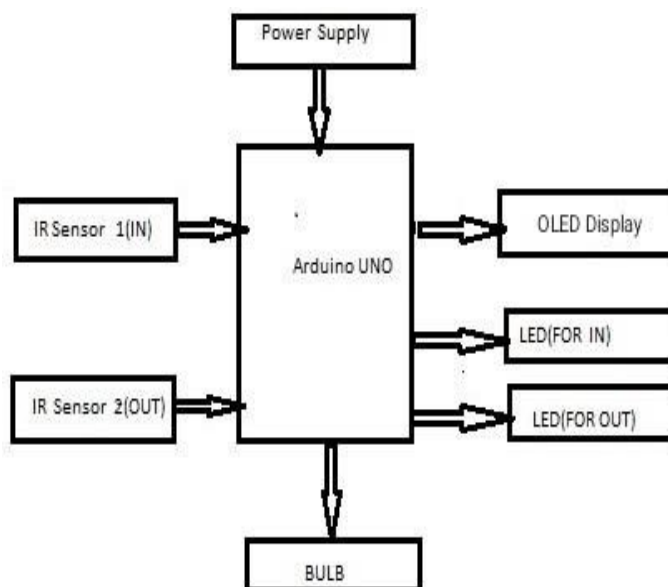 Power Supply
IR Sensor 1(IN)
OLED Display
Arduino UNO
LED(FOR IN)
IR Sensor 2(OUT)
LED(FOR OUT)
BULB